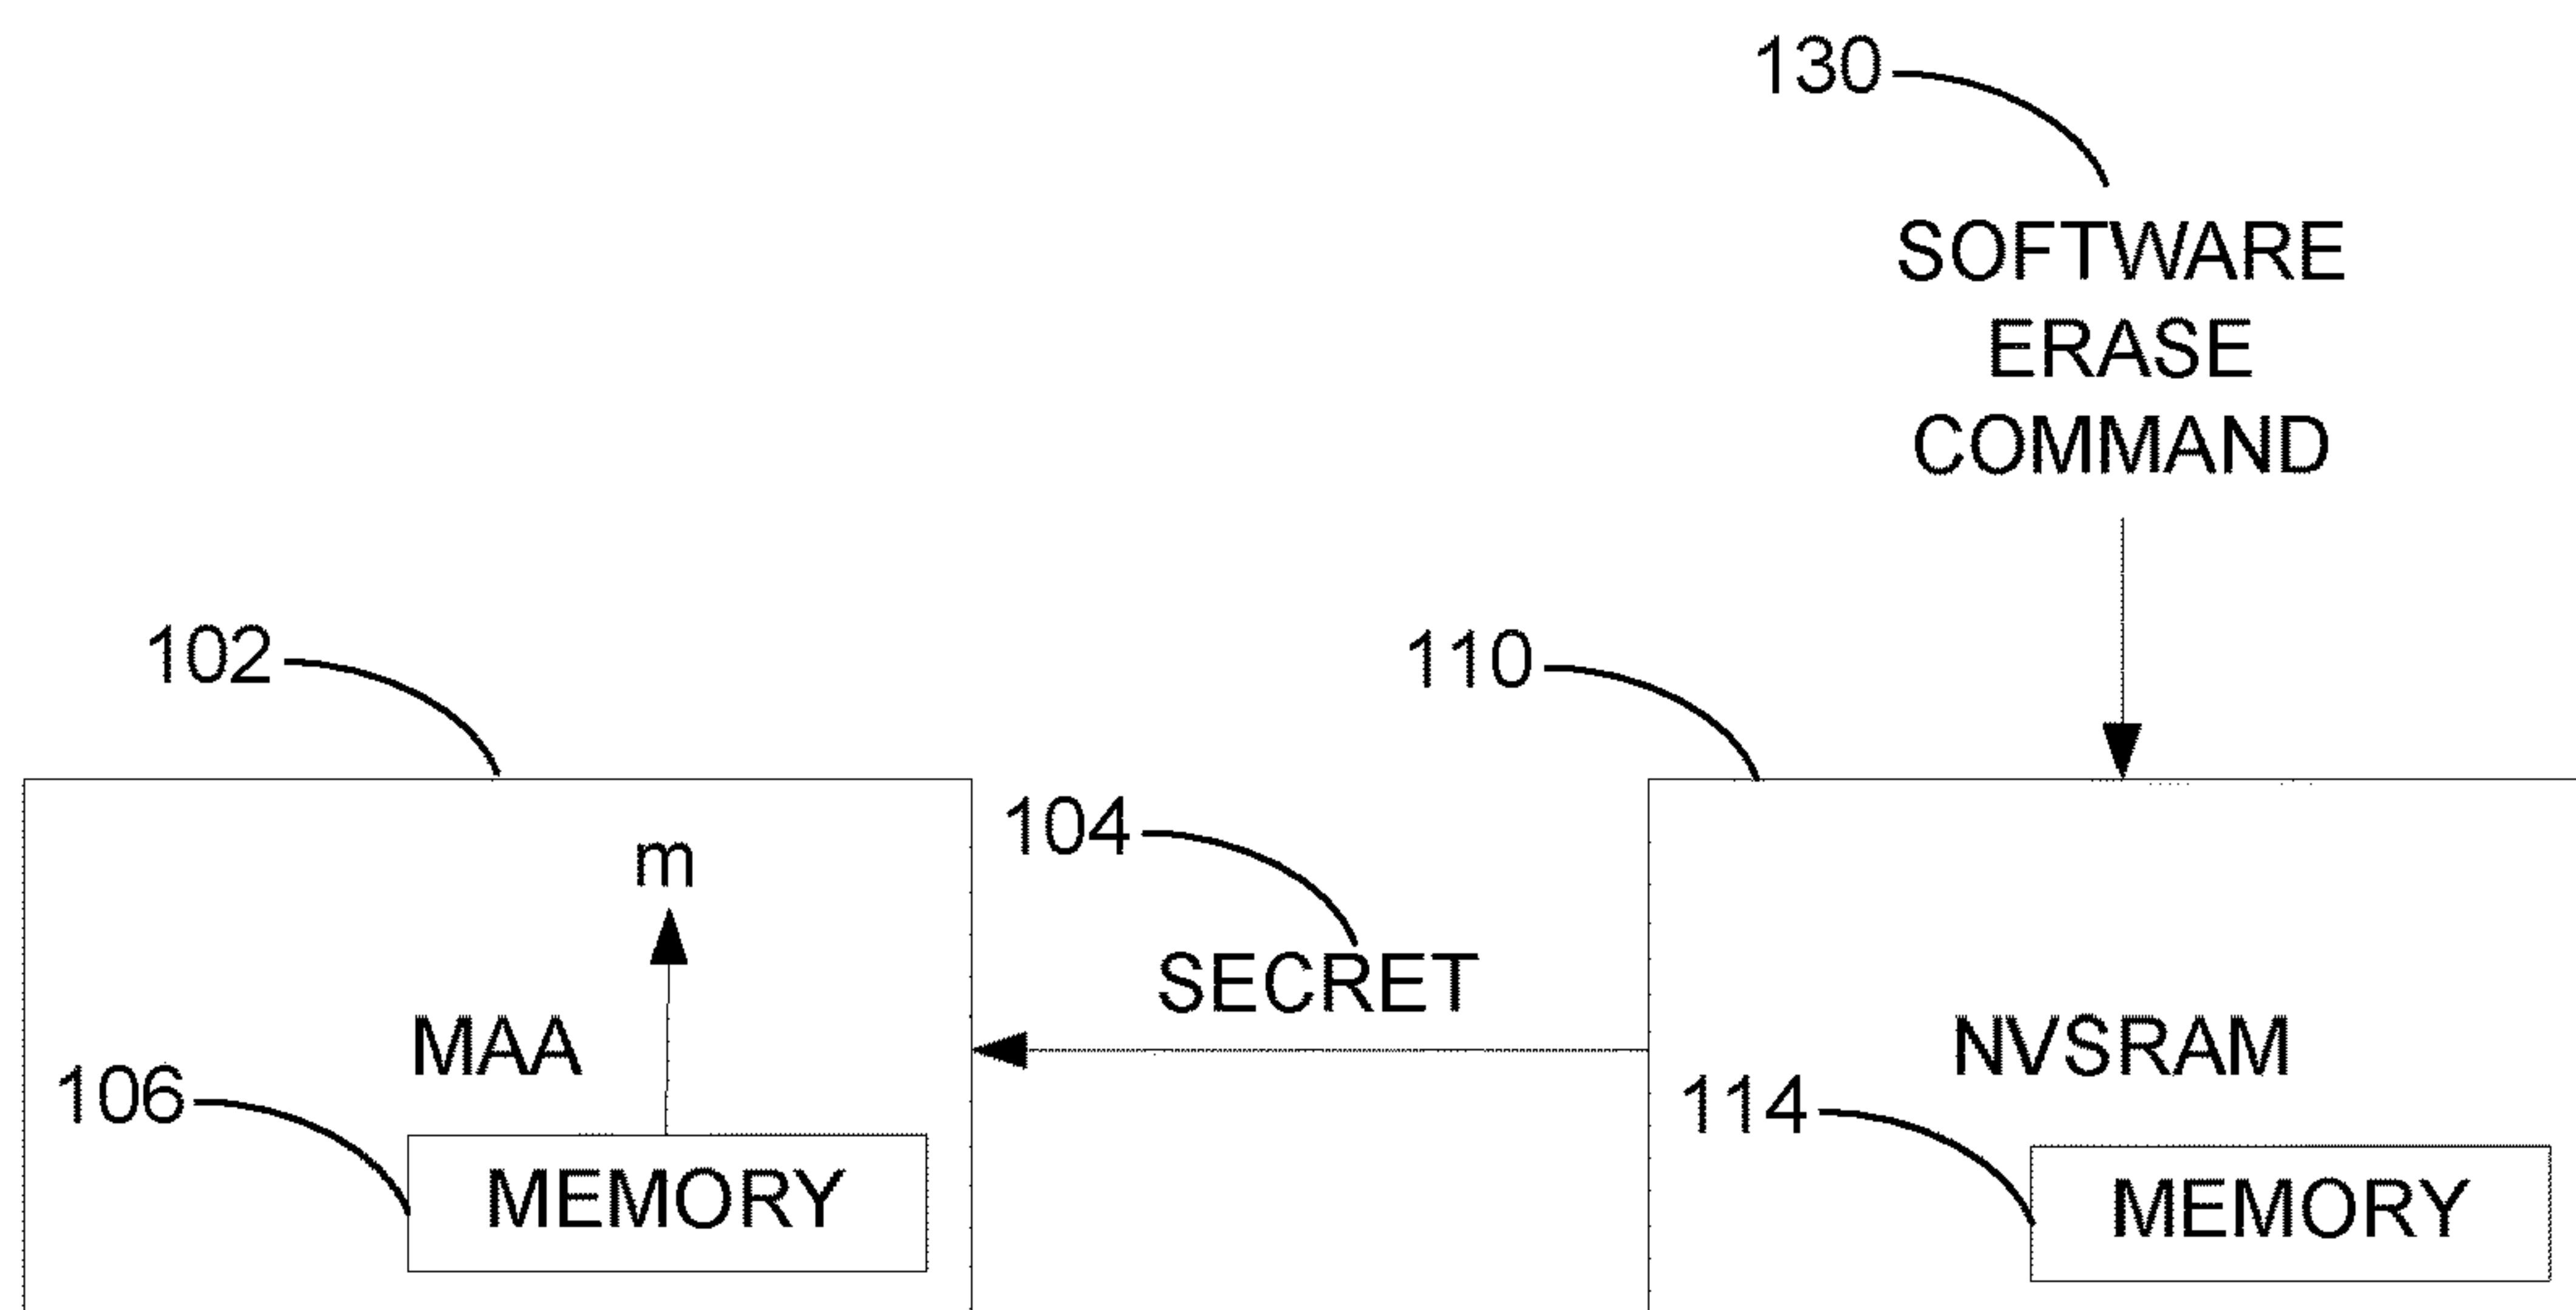 130
SOFTWARE
ERASE
COMMAND
102
110
104
m
SECRET
MAA
NVSRAM
106
114
MEMORY
MEMORY